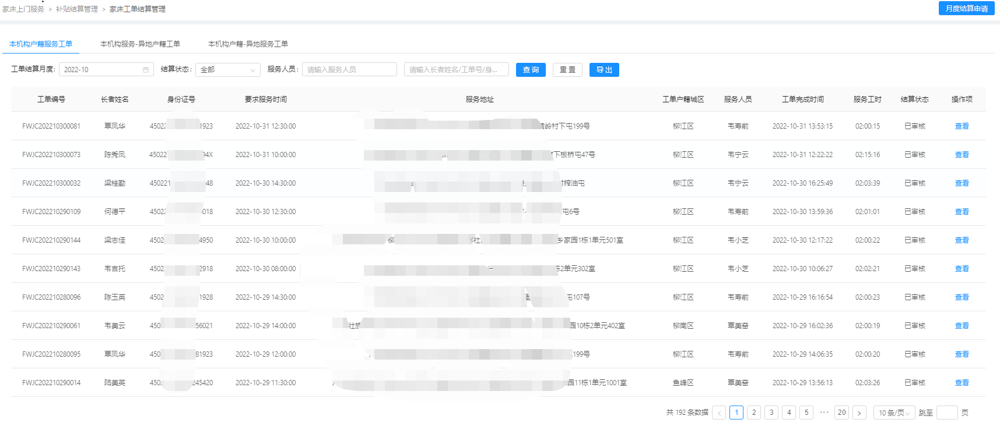 家床上门服务 > 补贴结算管理 > 家床工单结算管理 月度结算申请
本机构户籍服务工单 本机构服务-异地户籍工单 本机构户籍-异地服务工单
工单结算月度: 2022-10 结算状态: 全部 服务人员: 请输入服务人员 请输入长者姓名/工单号/身... 查询 重置 导出
工单编号 长者姓名 身份证号 要求服务时间 服务地址 工单户籍城区 服务人员 工单完成时间 服务工时 结算状态 操作项
FWJC202210300081 覃凤华 4502 1923 2022-10-31 12:30:00 岭村下屯199号 柳江区 韦寿前 2022-10-31 13:53:15 02:00:15 已审核 查看
FWJC202210300073 陈秀凤 45022 94X 2022-10-31 10:00:00 村下板桥屯47号 柳江区 韦宁云 2022-10-31 12:22:22 02:15:16 已审核 查看
FWJC202210300032 梁桂勤 450221 48 2022-10-30 14:30:00 村榨油屯 柳江区 韦宁云 2022-10-30 16:25:49 02:03:39 已审核 查看
FWJC202210290109 何德平 4502 018 2022-10-30 12:30:00 屯6号 柳江区 韦寿前 2022-10-30 13:59:36 02:01:01 已审核 查看
FWJC202210290144 梁志佳 4502 4950 2022-10-30 10:00:00 柳 社 乡家园1栋1单元501室 柳江区 韦小芝 2022-10-30 12:17:22 02:00:22 已审核 查看
FWJC202210290143 韦吉托 4502 2918 2022-10-30 08:00:00 栋2单元302室 柳江区 韦小芝 2022-10-30 10:06:27 02:02:21 已审核 查看
FWJC202210280096 陈玉英 4502 1928 2022-10-29 14:30:00 屯107号 柳江区 韦寿前 2022-10-29 16:16:54 02:00:23 已审核 查看
FWJC202210290061 韦美云 450 56021 2022-10-29 14:00:00 壮族 园10栋2单元402室 柳南区 覃美奋 2022-10-29 16:02:36 02:00:19 已审核 查看
FWJC202210280095 覃凤华 450 81923 2022-10-29 12:00:00 199号 柳江区 韦寿前 2022-10-29 14:06:35 02:00:20 已审核 查看
FWJC202210290014 陆美英 450 245420 2022-10-29 11:30:00 园11栋1单元1001室 鱼峰区 覃美奋 2022-10-29 13:56:13 02:03:26 已审核 查看
共 192 条数据 < 1 2 3 4 5 ••• 20 > 10 条/页 跳至 页